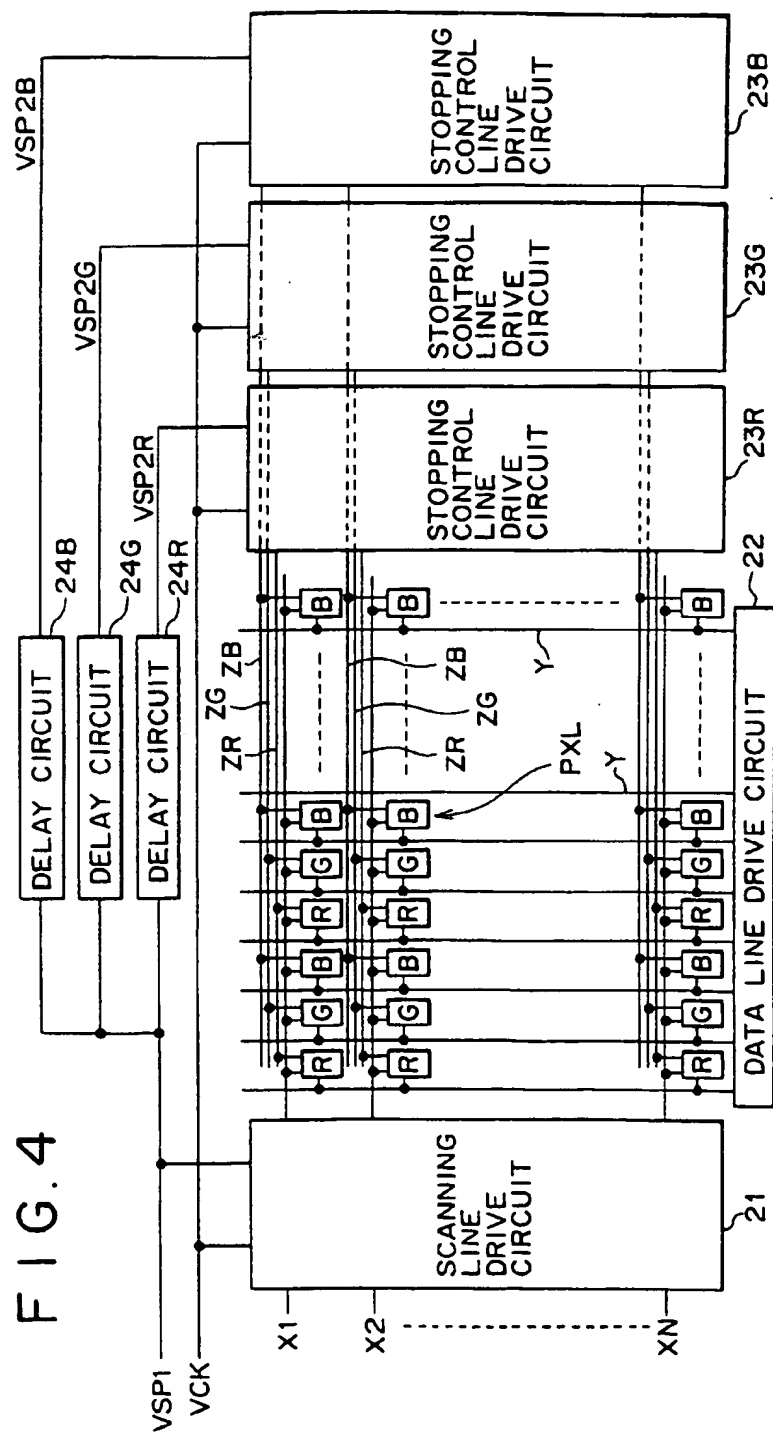 FIG.4
VSP1
VCK
X1
X2
XN
SCANNING
LINE
DRIVE
CIRCUIT
21
DELAY CIRCUIT
24B
DELAY CIRCUIT
24G
DELAY CIRCUIT
24R
VSP2B
VSP2G
VSP2R
ZR
ZG
ZB
R
G
B
R
G
B
B
ZR
ZG
ZB
R
G
B
R
G
B
B
PXL
Y
Y
R
G
B
R
G
B
B
DATA LINE DRIVE CIRCUIT
22
STOPPING
CONTROL
LINE
DRIVE
CIRCUIT
23R
STOPPING
CONTROL
LINE
DRIVE
CIRCUIT
23G
STOPPING
CONTROL
LINE
DRIVE
CIRCUIT
23B